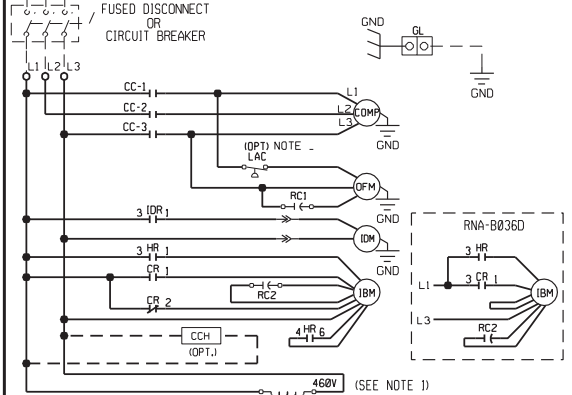 FUSED DISCONNECT
OR
CIRCUIT BREAKER
GND
GL
GND
L1 L2 L3
CC-1
L1
CC-2
L2
COMP
CC-3
L3
GND
(OPT) NOTE _
LAC
OFM
RC1
GND
3 IDR 1
IDM
GND
3 HR 1
CR 1
IBM
RC2
CR 2
4 HR 6
CCH
(OPT.)
460V (SEE NOTE 1)
RNA-B036D
3 HR
3 CR 1
L1
IBM
L3
RC2